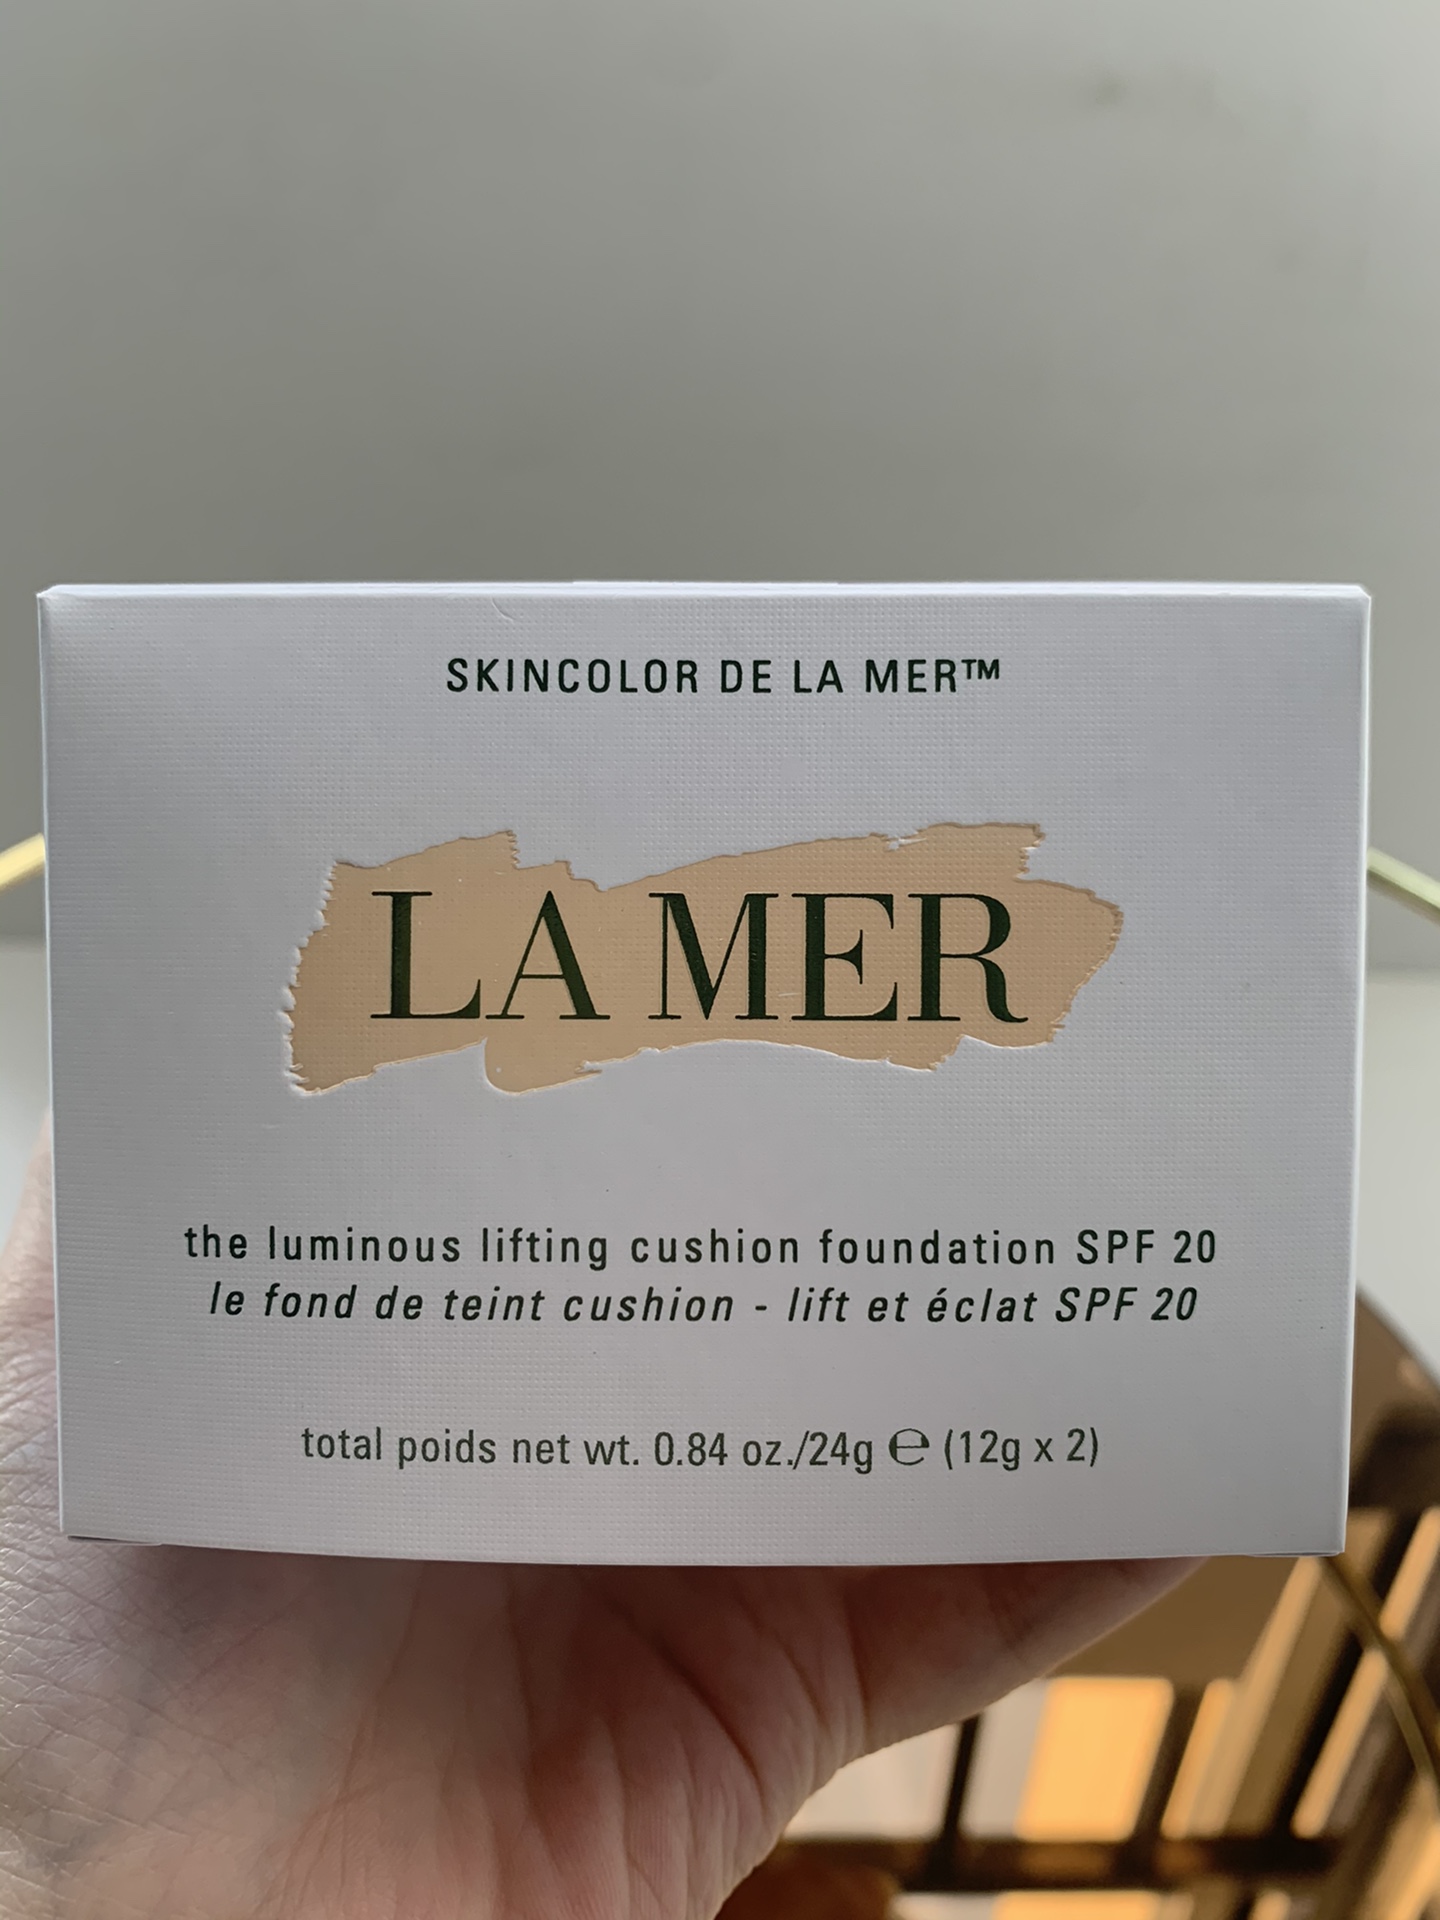 SKINCOLOR DE LA MER™
LA MER
the luminous lifting cushion foundation SPF 20
le fond de teint cushion - lift et éclat SPF 20
total poids net wt. 0.84 oz./24g ℮ (12g x 2)